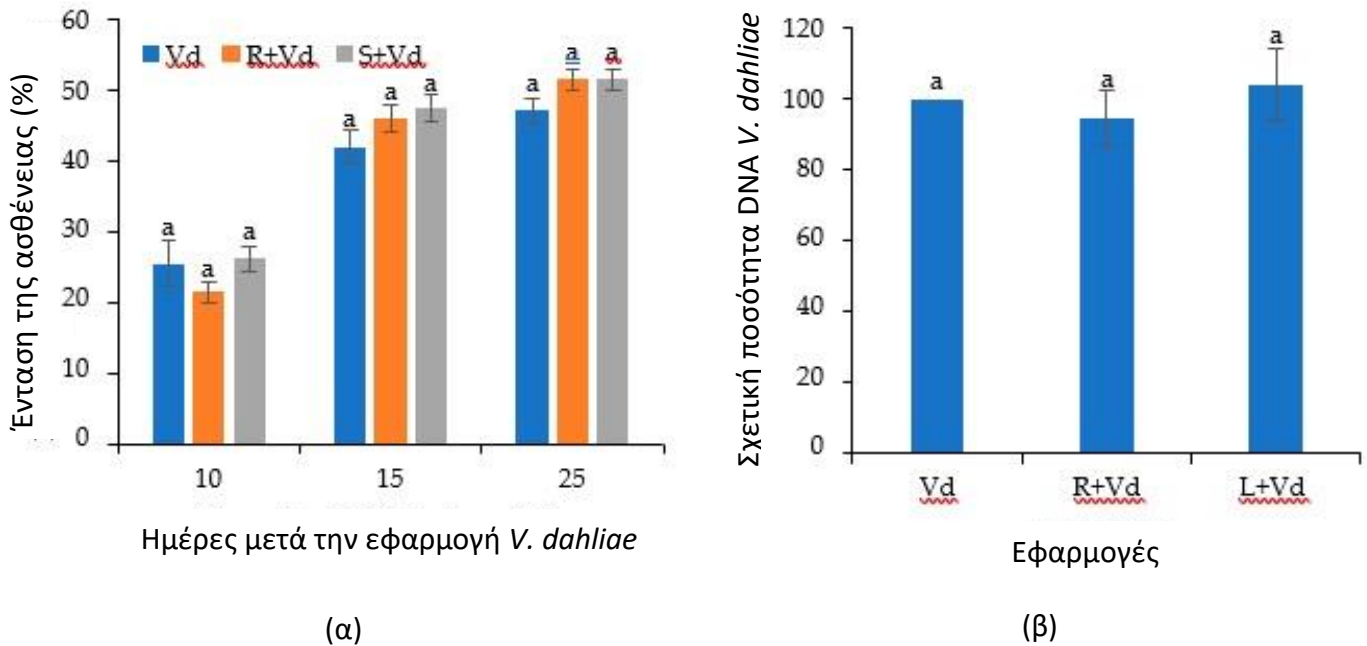 Ένταση της ασθένειας (%)
60
50
40
30
20
10
0
Vd R+Vd S+Vd
a a a
a a a
a a a
10 15 25
Ημέρες μετά την εφαρμογή V. dahliae
(α)
Σχετική ποσότητα DNA V. dahliae
120
100
80
60
40
20
0
a a a
Vd R+Vd L+Vd
Εφαρμογές
(β)